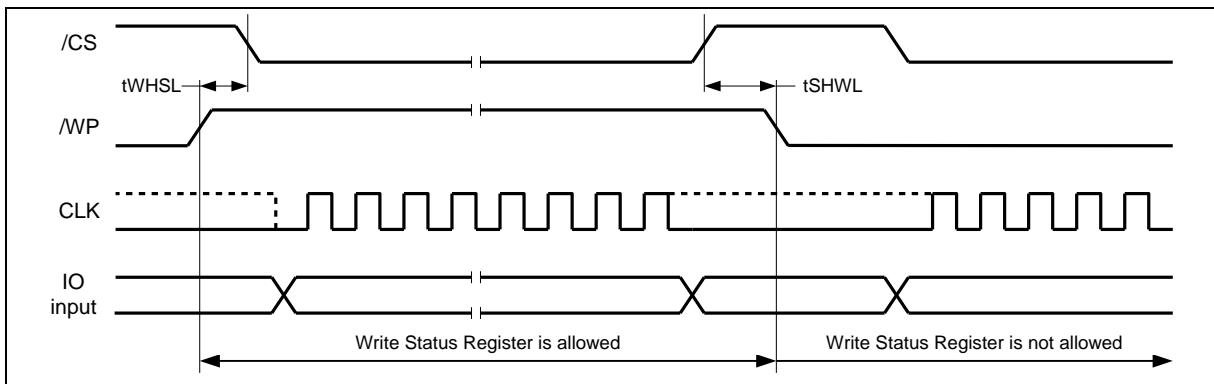 /CS
tWHSL
tSHWL
/WP
CLK
IO
input
Write Status Register is allowed
Write Status Register is not allowed